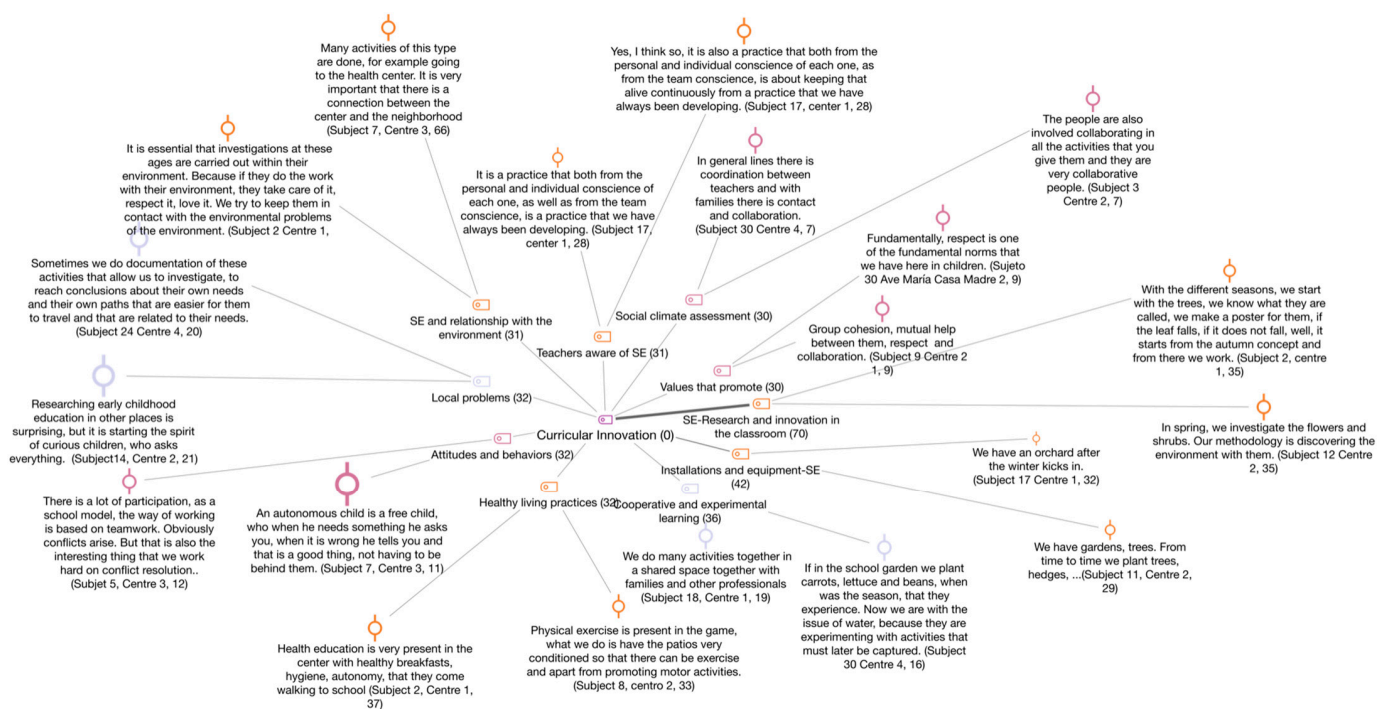 Many activities of this type
are done, for example going
to the health center. It is very
important that there is a
connection between the
center and the neighborhood
(Subject 7, Centre 3, 66)
Yes, I think so, it is also a practice that both from the
personal and individual conscience of each one, as
from the team conscience, is about keeping that
alive continuously from a practice that we have
always been developing. (Subject 17, center 1, 28)
The people are also
involved collaborating in
all the activities that you
give them and they are
very collaborative
people. (Subject 3
Centre 2, 7)
It is essential that investigations at these
ages are carried out within their
environment. Because if they do the work
with their environment, they take care of it,
respect it, love it. We try to keep them in
contact with the environmental problems
of the environment. (Subject 2 Centre 1,
It is a practice that both from the
personal and individual conscience of
each one, as well as from the team
conscience, is a practice that we have
always been developing. (Subject 17,
center 1, 28)
In general lines there is
coordination between
teachers and with
families there is contact
and collaboration.
(Subject 30 Centre 4, 7)
Fundamentally, respect is one
of the fundamental norms that
we have here in children. (Sujeto
30 Ave María Casa Madre 2, 9)
Sometimes we do documentation of these
activities that allow us to investigate, to
reach conclusions about their own needs
and their own paths that are easier for them
to travel and that are related to their needs.
(Subject 24 Centre 4, 20)
With the different seasons, we start
with the trees, we know what they are
called, we make a poster for them, if
the leaf falls, if it does not fall, well, it
starts from the autumn concept and
from there we work. (Subject 2, centre
1, 35)
SE and relationship with the
environment (31)
Teachers aware of SE (31)
Social climate assessment (30)
Group cohesion, mutual help
between them, respect and
collaboration. (Subject 9 Centre 2
1, 9)
Local problems (32)
Values that promote (30)
SE-Research and innovation in
the classroom (70)
Curricular Innovation (0)
Researching early childhood
education in other places is
surprising, but it is starting the spirit
of curious children, who asks
everything. (Subject14, Centre 2, 21)
Attitudes and behaviors (32)
In spring, we investigate the flowers and
shrubs. Our methodology is discovering the
environment with them. (Subject 12 Centre
2, 35)
Installations and equipment-SE
(42)
We have an orchard after
the winter kicks in.
(Subject 17 Centre 1, 32)
There is a lot of participation, as a
school model, the way of working
is based on teamwork. Obviously
conflicts arise. But that is also the
interesting thing that we work
hard on conflict resolution..
(Subjet 5, Centre 3, 12)
An autonomous child is a free child,
who when he needs something he asks
you, when it is wrong he tells you and
that is a good thing, not having to be
behind them. (Subject 7, Centre 3, 11)
Healthy living practices (32)
Cooperative and experimental
learning (36)
We do many activities together in
a shared space together with
families and other professionals
(Subject 18, Centre 1, 19)
If in the school garden we plant
carrots, lettuce and beans, when
was the season, that they
experience. Now we are with the
issue of water, because they are
experimenting with activities that
must later be captured. (Subject
30 Centre 4, 16)
We have gardens, trees. From
time to time we plant trees,
hedges, ...(Subject 11, Centre 2,
29)
Health education is very present in the
center with healthy breakfasts,
hygiene, autonomy, that they come
walking to school (Subject 2, Centre 1,
37)
Physical exercise is present in the game,
what we do is have the patios very
conditioned so that there can be exercise
and apart from promoting motor activities.
(Subject 8, centro 2, 33)